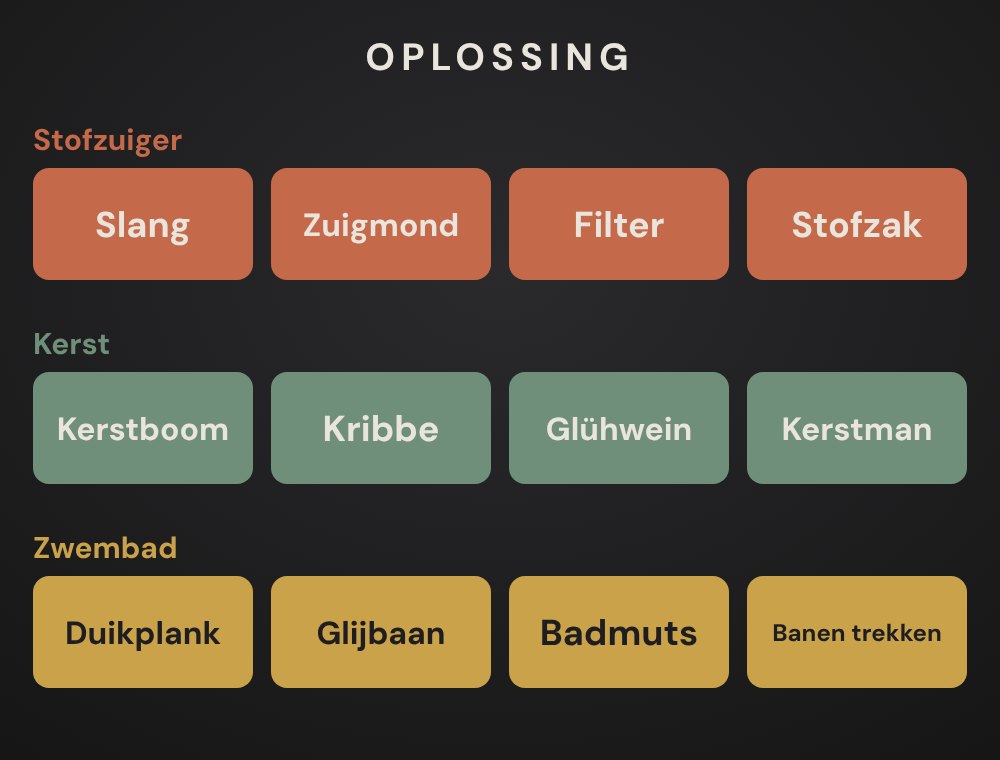 OPLOSSING
Stofzuiger
Slang Zuigmond Filter Stofzak
Kerst
Kerstboom Kribbe Glühwein Kerstman
Zwembad
Duikplank Glijbaan Badmuts Banen trekken